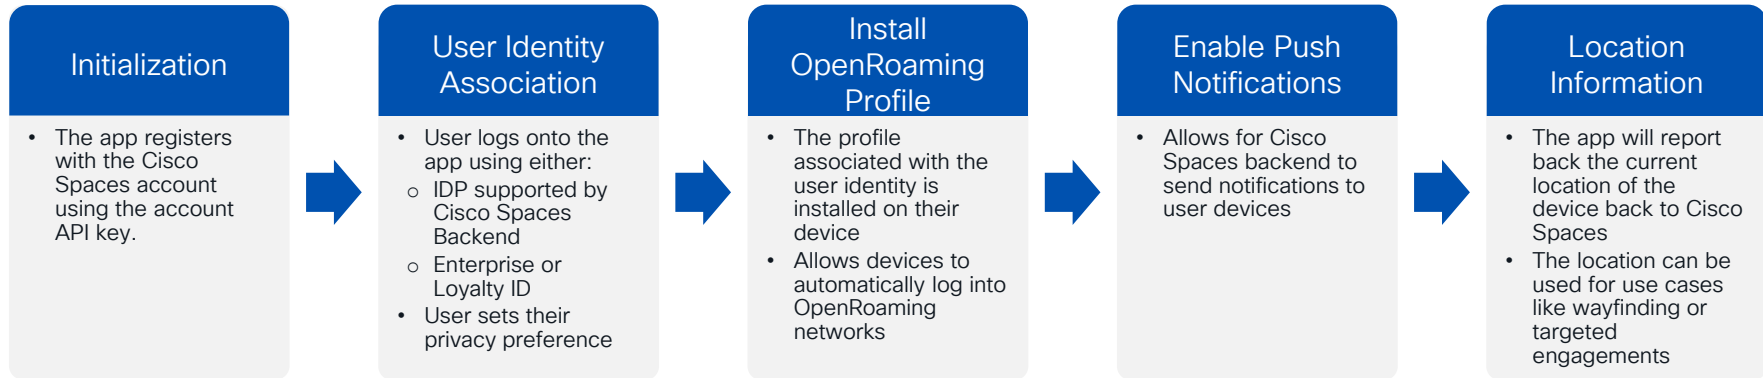 Initialization
• The app registers
with the Cisco
Spaces account
using the account
API key.
User Identity
Association
• User logs onto the
app using either:
o IDP supported by
Cisco Spaces
Backend
o Enterprise or
Loyalty ID
• User sets their
privacy preference
Install
OpenRoaming
Profile
• The profile
associated with the
user identity is
installed on their
device
• Allows devices to
automatically log into
OpenRoaming
networks
Enable Push
Notifications
• Allows for Cisco
Spaces backend to
send notifications to
user devices
Location
Information
• The app will report
back the current
location of the
device back to Cisco
Spaces
• The location can be
used for use cases
like wayfinding or
targeted
engagements